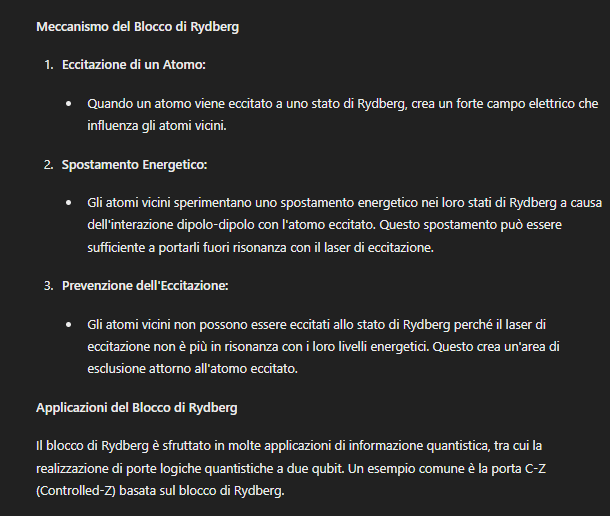 Meccanismo del Blocco di Rydberg
1. Eccitazione di un Atomo:
• Quando un atomo viene eccitato a uno stato di Rydberg, crea un forte campo elettrico che
influenza gli atomi vicini.
2. Spostamento Energetico:
• Gli atomi vicini sperimentano uno spostamento energetico nei loro stati di Rydberg a causa
dell'interazione dipolo-dipolo con l'atomo eccitato. Questo spostamento può essere
sufficiente a portarli fuori risonanza con il laser di eccitazione.
3. Prevenzione dell'Eccitazione:
• Gli atomi vicini non possono essere eccitati allo stato di Rydberg perché il laser di
eccitazione non è più in risonanza con i loro livelli energetici. Questo crea un'area di
esclusione attorno all'atomo eccitato.
Applicazioni del Blocco di Rydberg
Il blocco di Rydberg è sfruttato in molte applicazioni di informazione quantistica, tra cui la
realizzazione di porte logiche quantistiche a due qubit. Un esempio comune è la porta C-Z
(Controlled-Z) basata sul blocco di Rydberg.